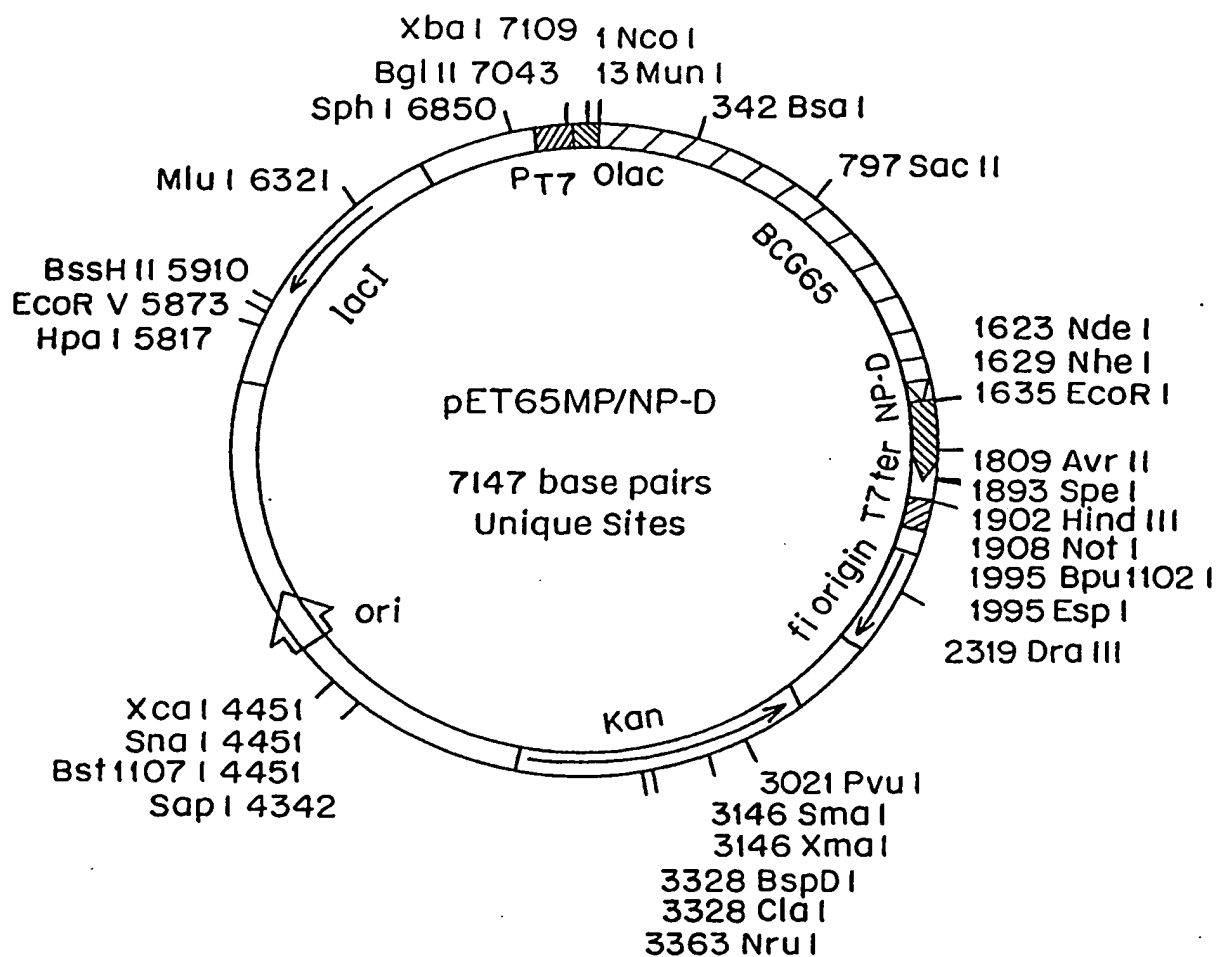 Xba I 7109
1 Nco I
Bgl II 7043
13 Mun I
Sph I 6850
342 Bsa I
Mlu I 6321
PT7
Olac
797 Sac II
BCG65
BssH II 5910
EcoR V 5873
Hpa I 5817
lacI
1623 Nde I
1629 Nhe I
1635 EcoR I
NP-D
pET65MP/NP-D
7147 base pairs
Unique Sites
T7 ter
1809 Avr II
1893 Spe I
1902 Hind III
1908 Not I
1995 Bpu1102 I
1995 Esp I
2319 Dra III
fi origin
ori
Kan
Xca I 4451
Sna I 4451
Bst1107 I 4451
Sap I 4342
3021 Pvu I
3146 Sma I
3146 Xma I
3328 BspD I
3328 Cla I
3363 Nru I